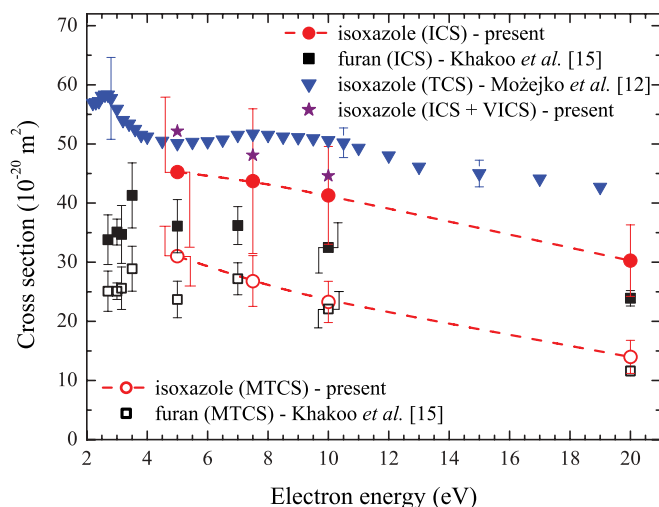 70
60
50
40
30
20
10
0
Cross section (10⁻²⁰ m²)
isoxazole (ICS) - present
furan (ICS) - Khakoo et al. [15]
isoxazole (TCS) - Możejko et al. [12]
isoxazole (ICS + VICS) - present
isoxazole (MTCS) - present
furan (MTCS) - Khakoo et al. [15]
2 4 6 8 10 12 14 16 18 20
Electron energy (eV)